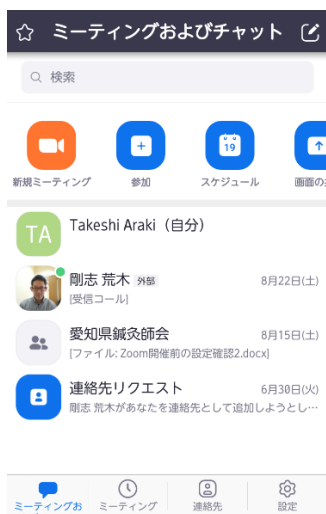 ミーティングおよびチャット
検索
19
新規ミーティング
参加
スケジュール
画面の
TA
Takeshi Araki（自分）
剛志 荒木 外部
8月22日(土)
[受信コール]
愛知県鍼灸師会
8月15日(土)
[ファイル: Zoom開催前の設定確認2.docx]
連絡先リクエスト
6月30日(火)
剛志 荒木があなたを連絡先として追加しようとし…
ミーティングお
ミーティング
連絡先
設定